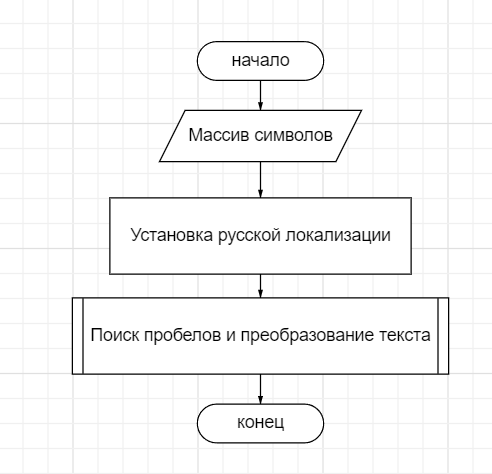 начало
Массив символов
Установка русской локализации
Поиск пробелов и преобразование текста
конец